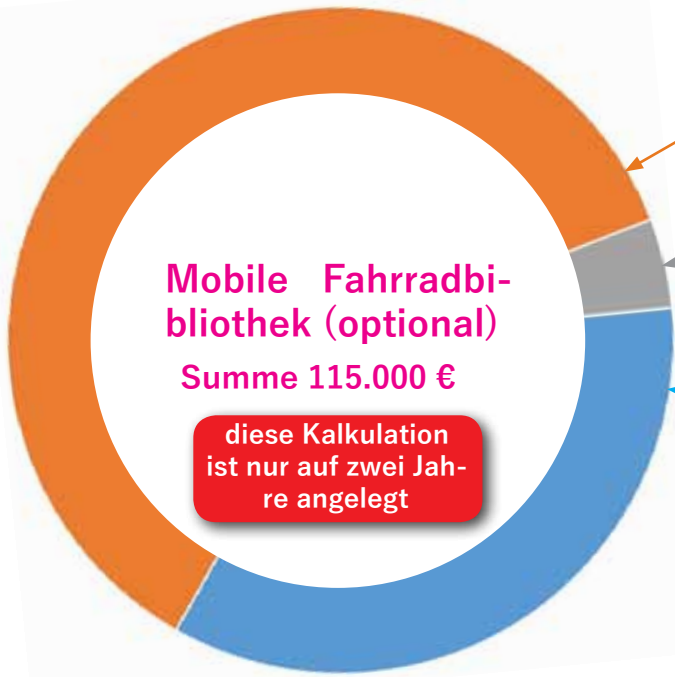 Mobile Fahrradbi-
bliothek (optional)
Summe 115.000 €
diese Kalkulation
ist nur auf zwei Jah-
re angelegt